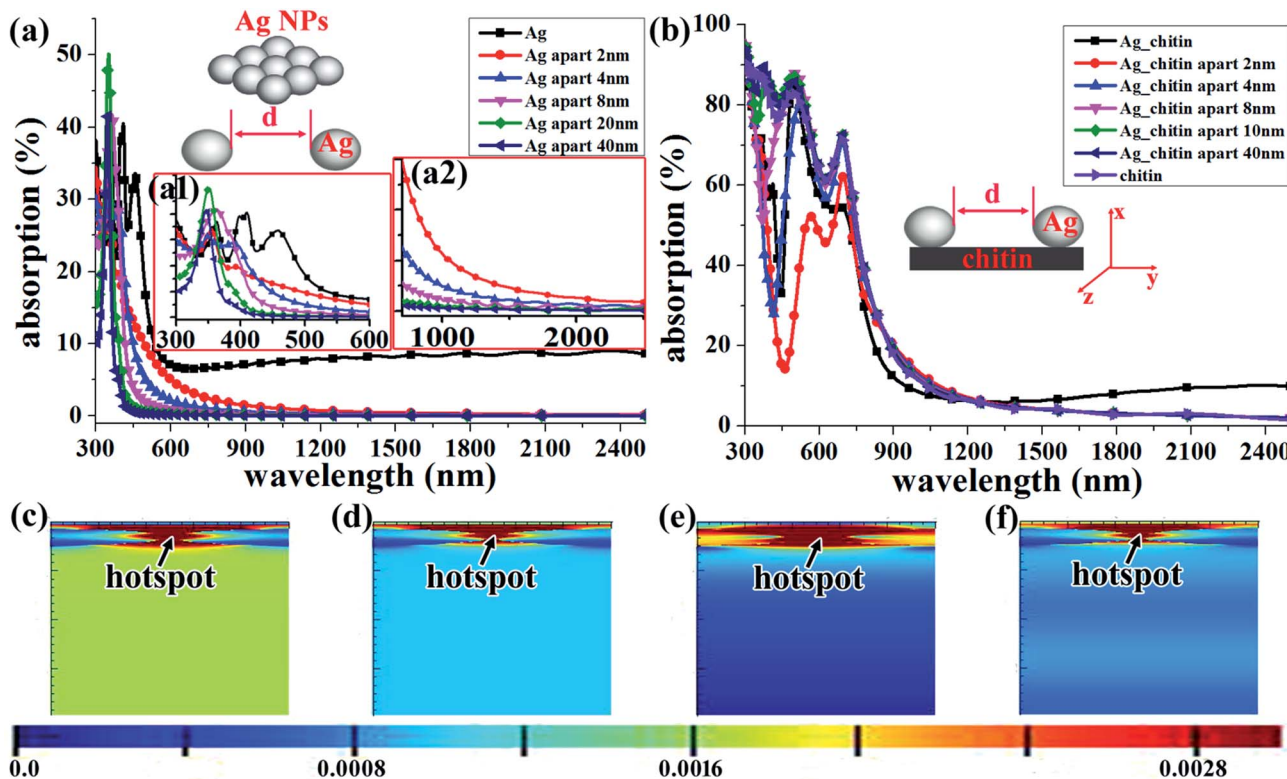 (a)
Ag NPs
d
Ag
Ag
Ag apart 2nm
Ag apart 4nm
Ag apart 8nm
Ag apart 20nm
Ag apart 40nm
(a1)
300 400 500 600
(a2)
1000 2000
absorption (%)
50
40
30
20
10
0
300 600 900 1200 1500 1800 2100 2400
wavelength (nm)
(b)
Ag_chitin
Ag_chitin apart 2nm
Ag_chitin apart 4nm
Ag_chitin apart 8nm
Ag_chitin apart 10nm
Ag_chitin apart 40nm
chitin
d
Ag
chitin
x
y
z
absorption (%)
100
80
60
40
20
0
300 600 900 1200 1500 1800 2100 2400
wavelength (nm)
(c)
hotspot
(d)
hotspot
(e)
hotspot
(f)
hotspot
0.0 0.0008 0.0016 0.0028